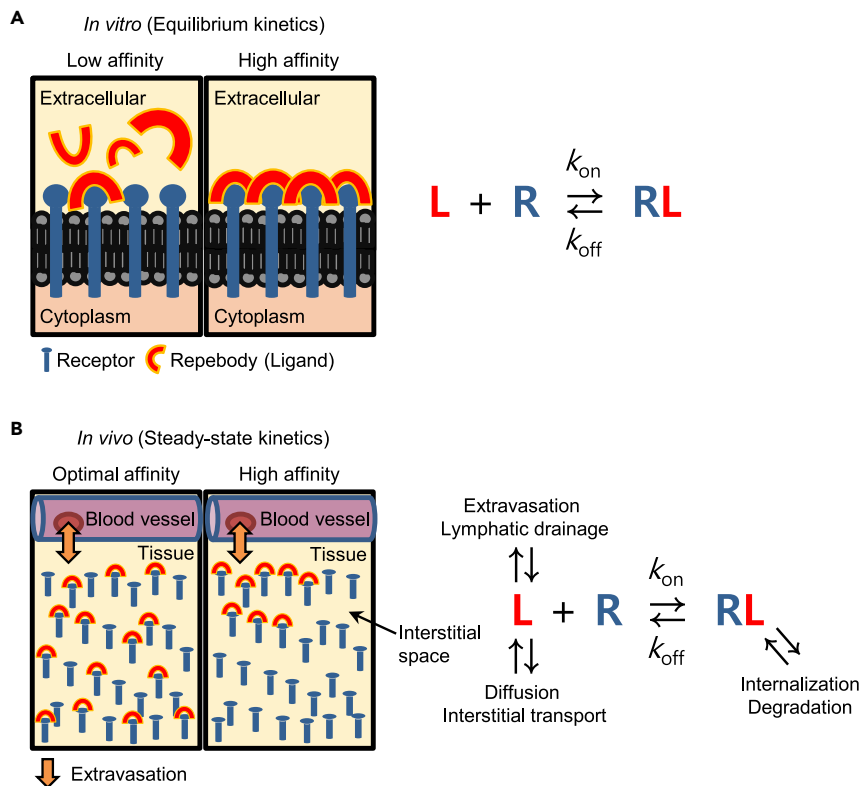 A
In vitro (Equilibrium kinetics)
Low affinity
High affinity
Extracellular
Extracellular
Cytoplasm
Cytoplasm
Receptor
Repebody (Ligand)
L + R
kon
koff
RL
B
In vivo (Steady-state kinetics)
Optimal affinity
High affinity
Blood vessel
Blood vessel
Tissue
Tissue
Interstitial
space
Extravasation
Extravasation
Lymphatic drainage
L + R
kon
koff
RL
Diffusion
Interstitial transport
Internalization
Degradation